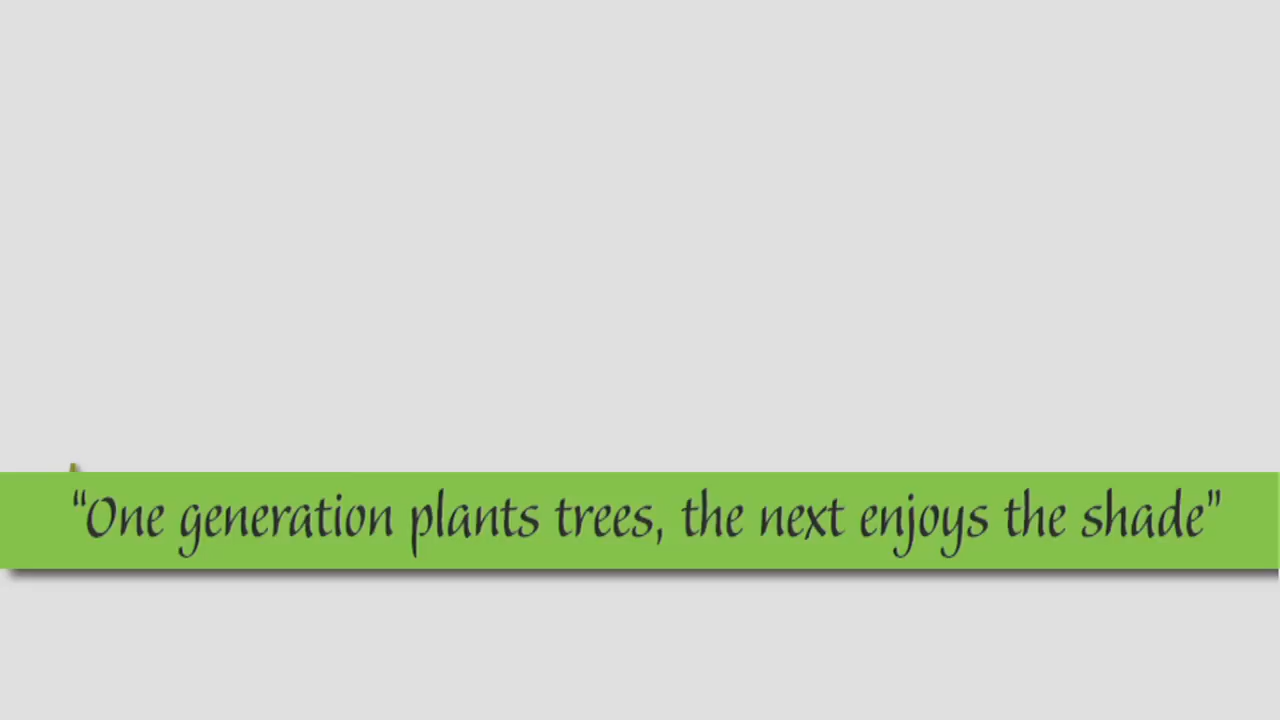 “One generation plants trees, the next enjoys the shade”